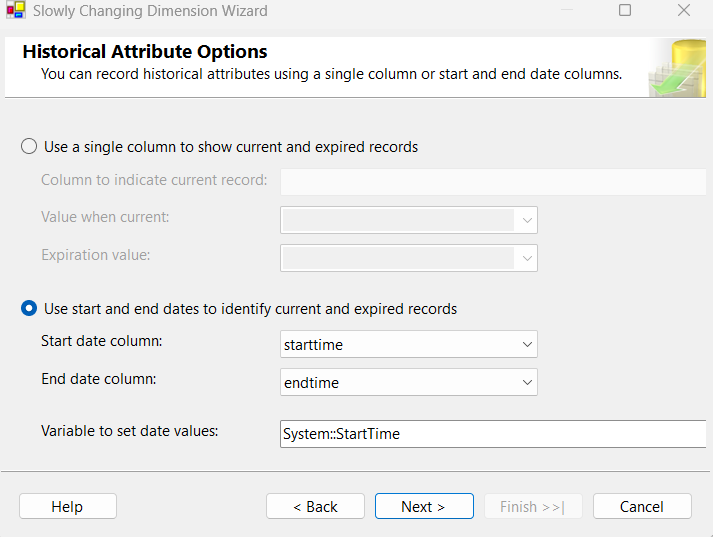 Slowly Changing Dimension Wizard
Historical Attribute Options
You can record historical attributes using a single column or start and end date columns.
Use a single column to show current and expired records
Column to indicate current record:
Value when current:
Expiration value:
Use start and end dates to identify current and expired records
Start date column: starttime
End date column: endtime
Variable to set date values: System::StartTime
Help < Back Next > Finish >>| Cancel